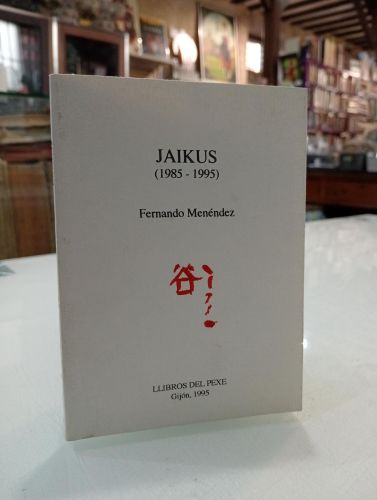 JAIKUS
(1985 - 1995)
Fernando Menéndez
LLIBROS DEL PEXE
Gijón, 1995